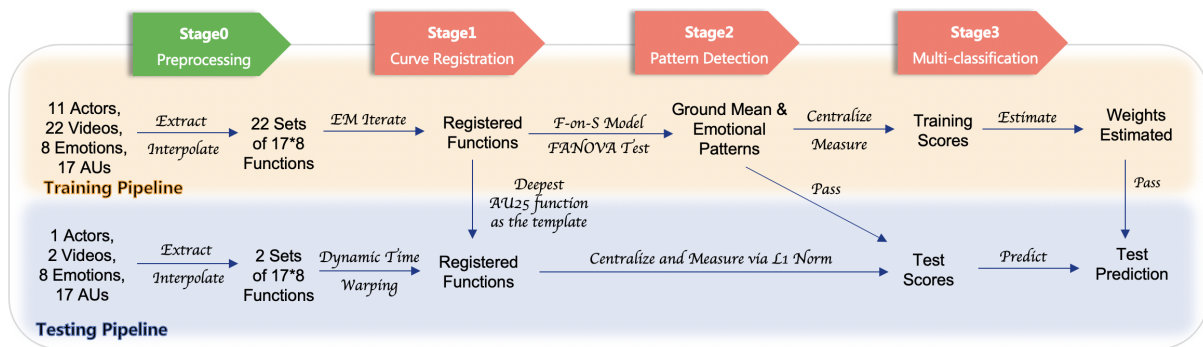 Stage0
Preprocessing
Stage1
Curve Registration
Stage2
Pattern Detection
Stage3
Multi-classification
11 Actors,
22 Videos,
8 Emotions,
17 AUs
Extract
Interpolate
22 Sets
of 17*8
Functions
EM Iterate
Registered
Functions
F-on-S Model
FANOVA Test
Ground Mean &
Emotional
Patterns
Centralize
Measure
Training
Scores
Estimate
Weights
Estimated
Training Pipeline
Deepest
AU25 function
as the template
Pass
Pass
1 Actors,
2 Videos,
8 Emotions,
17 AUs
Extract
Interpolate
2 Sets
of 17*8
Functions
Dynamic Time
Warping
Registered
Functions
Centralize and Measure via L1 Norm
Test
Scores
Predict
Test
Prediction
Testing Pipeline